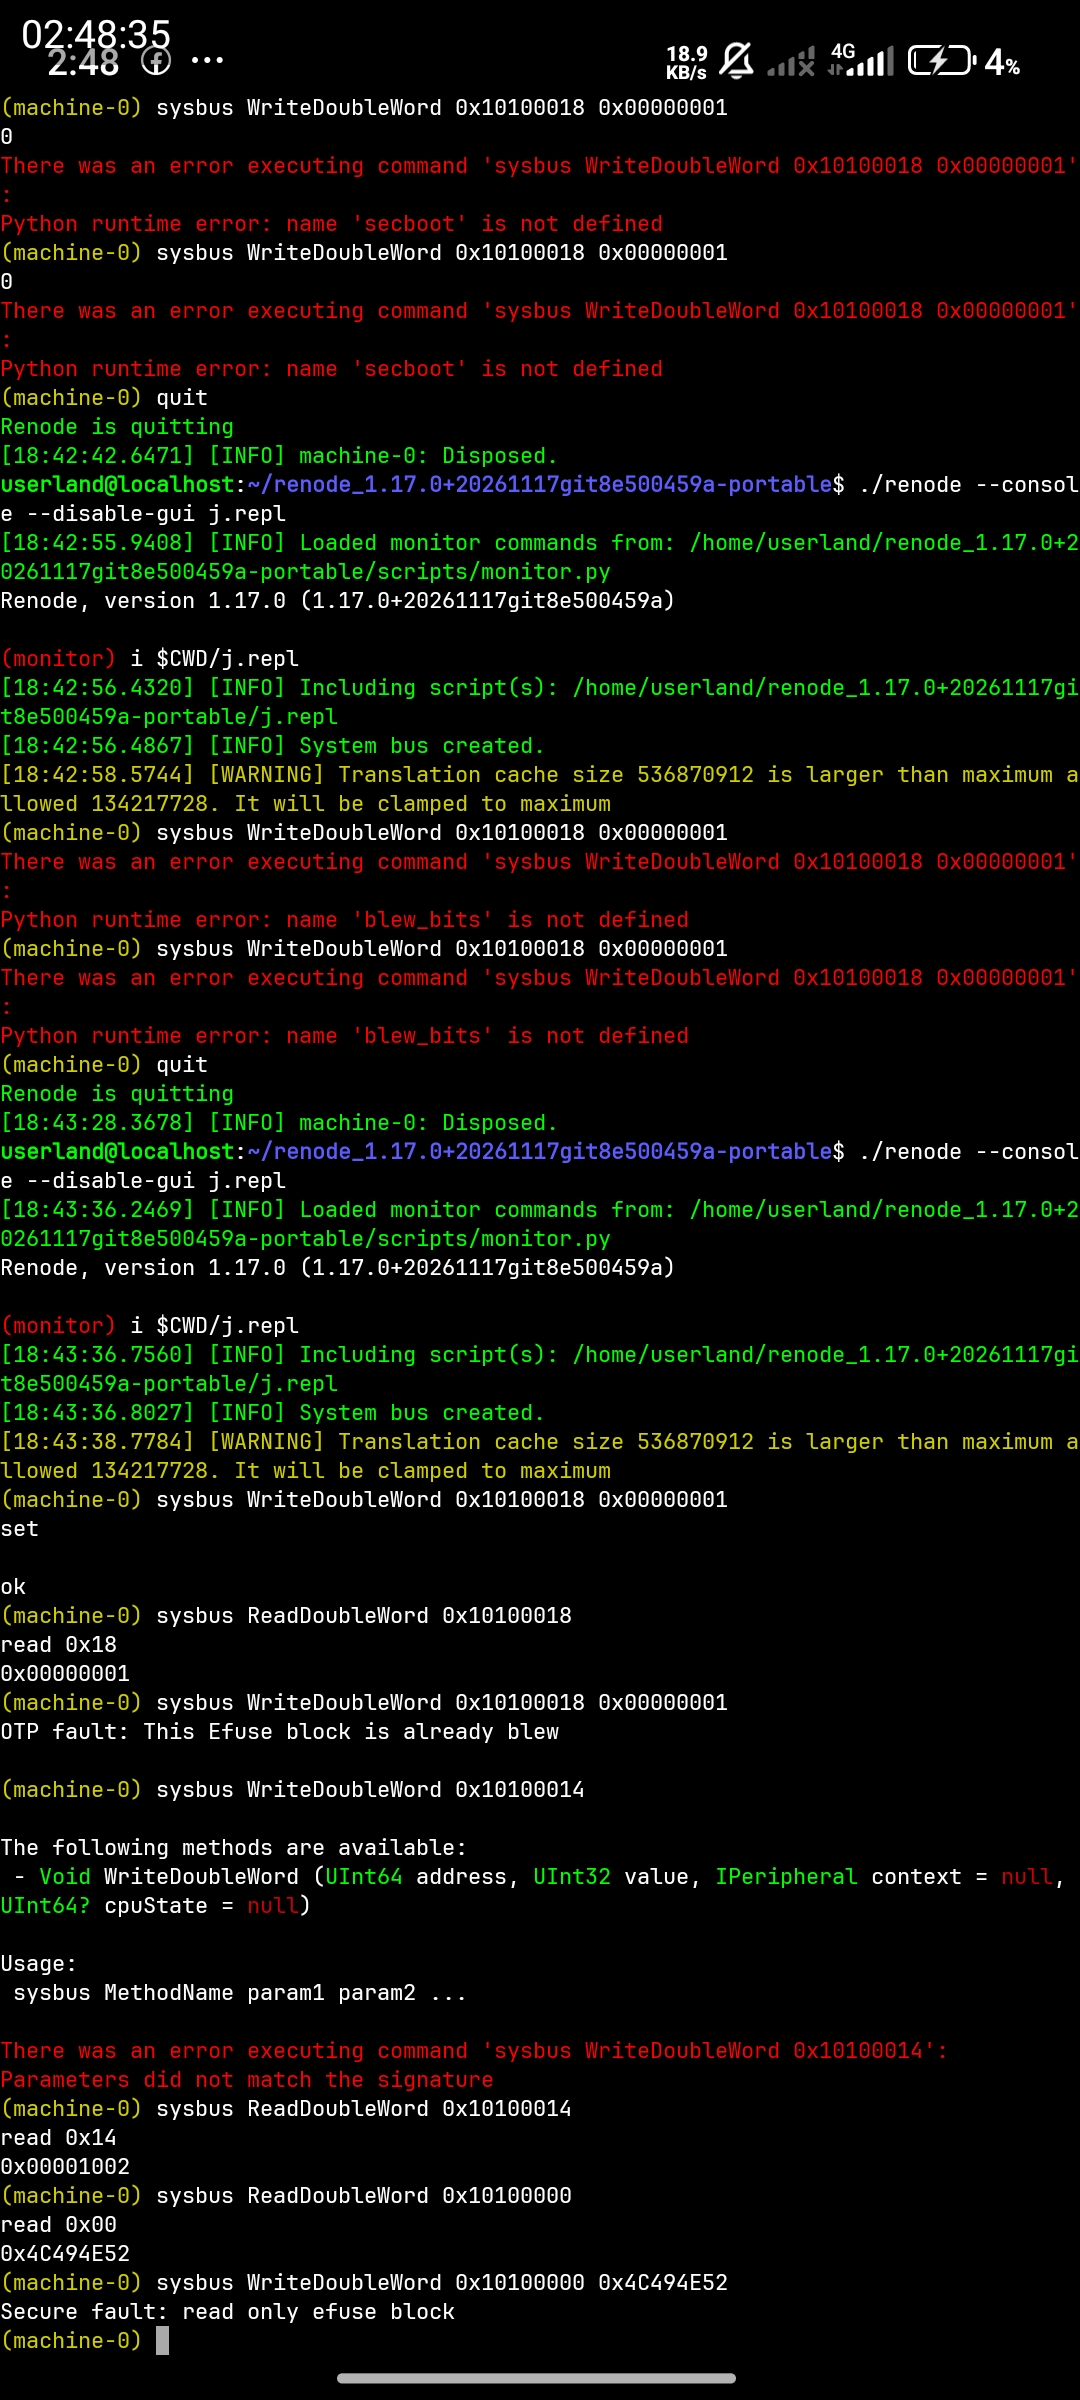 02:48:35
2:48 ... 18.9 KB/s 4G 4%
(machine-0) sysbus WriteDoubleWord 0x10100018 0x00000001
0
There was an error executing command 'sysbus WriteDoubleWord 0x10100018 0x00000001'
:
Python runtime error: name 'secboot' is not defined
(machine-0) sysbus WriteDoubleWord 0x10100018 0x00000001
0
There was an error executing command 'sysbus WriteDoubleWord 0x10100018 0x00000001'
:
Python runtime error: name 'secboot' is not defined
(machine-0) quit
Renode is quitting
[18:42:42.6471] [INFO] machine-0: Disposed.
userland@localhost:~/renode_1.17.0+20261117git8e500459a-portable$ ./renode --consol
e --disable-gui j.repl
[18:42:55.9408] [INFO] Loaded monitor commands from: /home/userland/renode_1.17.0+2
0261117git8e500459a-portable/scripts/monitor.py
Renode, version 1.17.0 (1.17.0+20261117git8e500459a)
(monitor) i $CWD/j.repl
[18:42:56.4320] [INFO] Including script(s): /home/userland/renode_1.17.0+20261117gi
t8e500459a-portable/j.repl
[18:42:56.4867] [INFO] System bus created.
[18:42:58.5744] [WARNING] Translation cache size 536870912 is larger than maximum a
llowed 134217728. It will be clamped to maximum
(machine-0) sysbus WriteDoubleWord 0x10100018 0x00000001
There was an error executing command 'sysbus WriteDoubleWord 0x10100018 0x00000001'
:
Python runtime error: name 'blew_bits' is not defined
(machine-0) sysbus WriteDoubleWord 0x10100018 0x00000001
There was an error executing command 'sysbus WriteDoubleWord 0x10100018 0x00000001'
:
Python runtime error: name 'blew_bits' is not defined
(machine-0) quit
Renode is quitting
[18:43:28.3678] [INFO] machine-0: Disposed.
userland@localhost:~/renode_1.17.0+20261117git8e500459a-portable$ ./renode --consol
e --disable-gui j.repl
[18:43:36.2469] [INFO] Loaded monitor commands from: /home/userland/renode_1.17.0+2
0261117git8e500459a-portable/scripts/monitor.py
Renode, version 1.17.0 (1.17.0+20261117git8e500459a)
(monitor) i $CWD/j.repl
[18:43:36.7560] [INFO] Including script(s): /home/userland/renode_1.17.0+20261117gi
t8e500459a-portable/j.repl
[18:43:36.8027] [INFO] System bus created.
[18:43:38.7784] [WARNING] Translation cache size 536870912 is larger than maximum a
llowed 134217728. It will be clamped to maximum
(machine-0) sysbus WriteDoubleWord 0x10100018 0x00000001
set
ok
(machine-0) sysbus ReadDoubleWord 0x10100018
read 0x18
0x00000001
(machine-0) sysbus WriteDoubleWord 0x10100018 0x00000001
OTP fault: This Efuse block is already blew
(machine-0) sysbus WriteDoubleWord 0x10100014
The following methods are available:
- Void WriteDoubleWord (UInt64 address, UInt32 value, IPeripheral context = null,
UInt64? cpuState = null)
Usage:
sysbus MethodName param1 param2 ...
There was an error executing command 'sysbus WriteDoubleWord 0x10100014':
Parameters did not match the signature
(machine-0) sysbus ReadDoubleWord 0x10100014
read 0x14
0x00001002
(machine-0) sysbus ReadDoubleWord 0x10100000
read 0x00
0x4C494E52
(machine-0) sysbus WriteDoubleWord 0x10100000 0x4C494E52
Secure fault: read only efuse block
(machine-0)